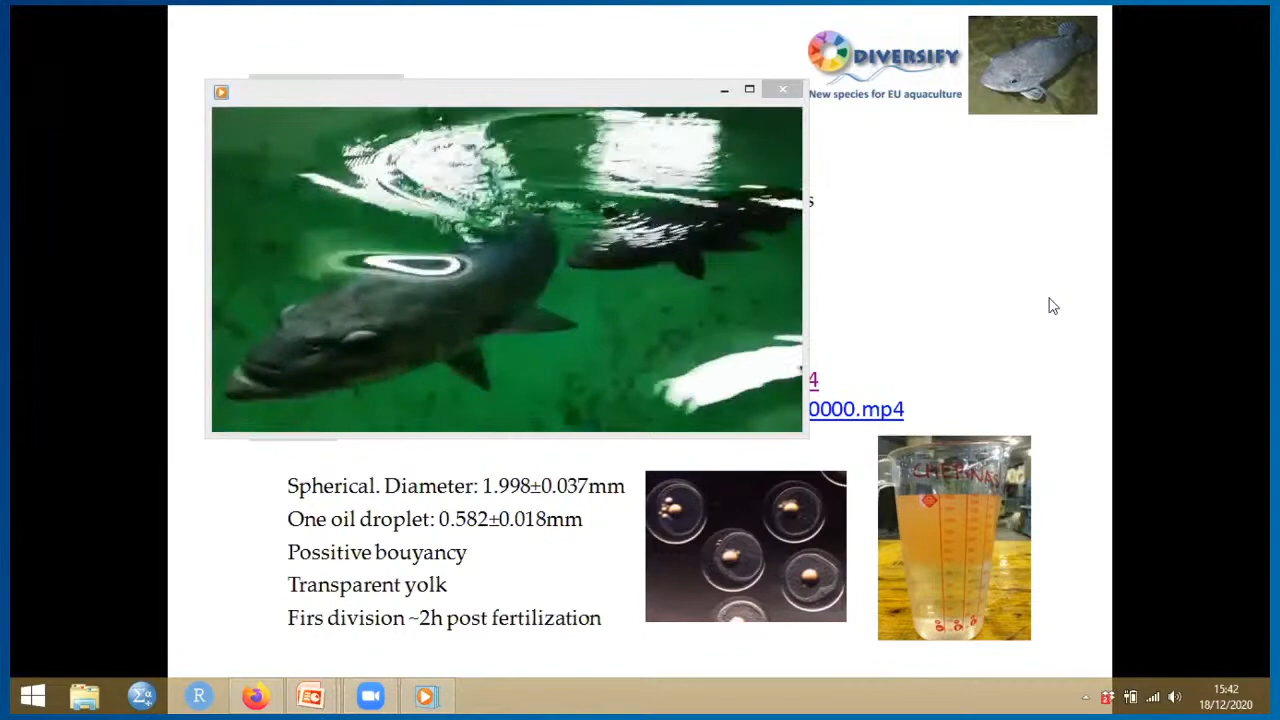 DIVERSIFY
New species for EU aquaculture
s
4
0000.mp4
Spherical. Diameter: 1.998±0.037mm
One oil droplet: 0.582±0.018mm
Possitive bouyancy
Transparent yolk
Firs division ~2h post fertilization
CHERNAS
15:42
18/12/2020